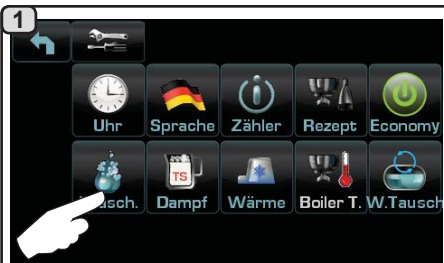 1
Uhr Sprache Zähler Rezept Economy
TS
Dampf Wärme Boiler T. W.Tausch